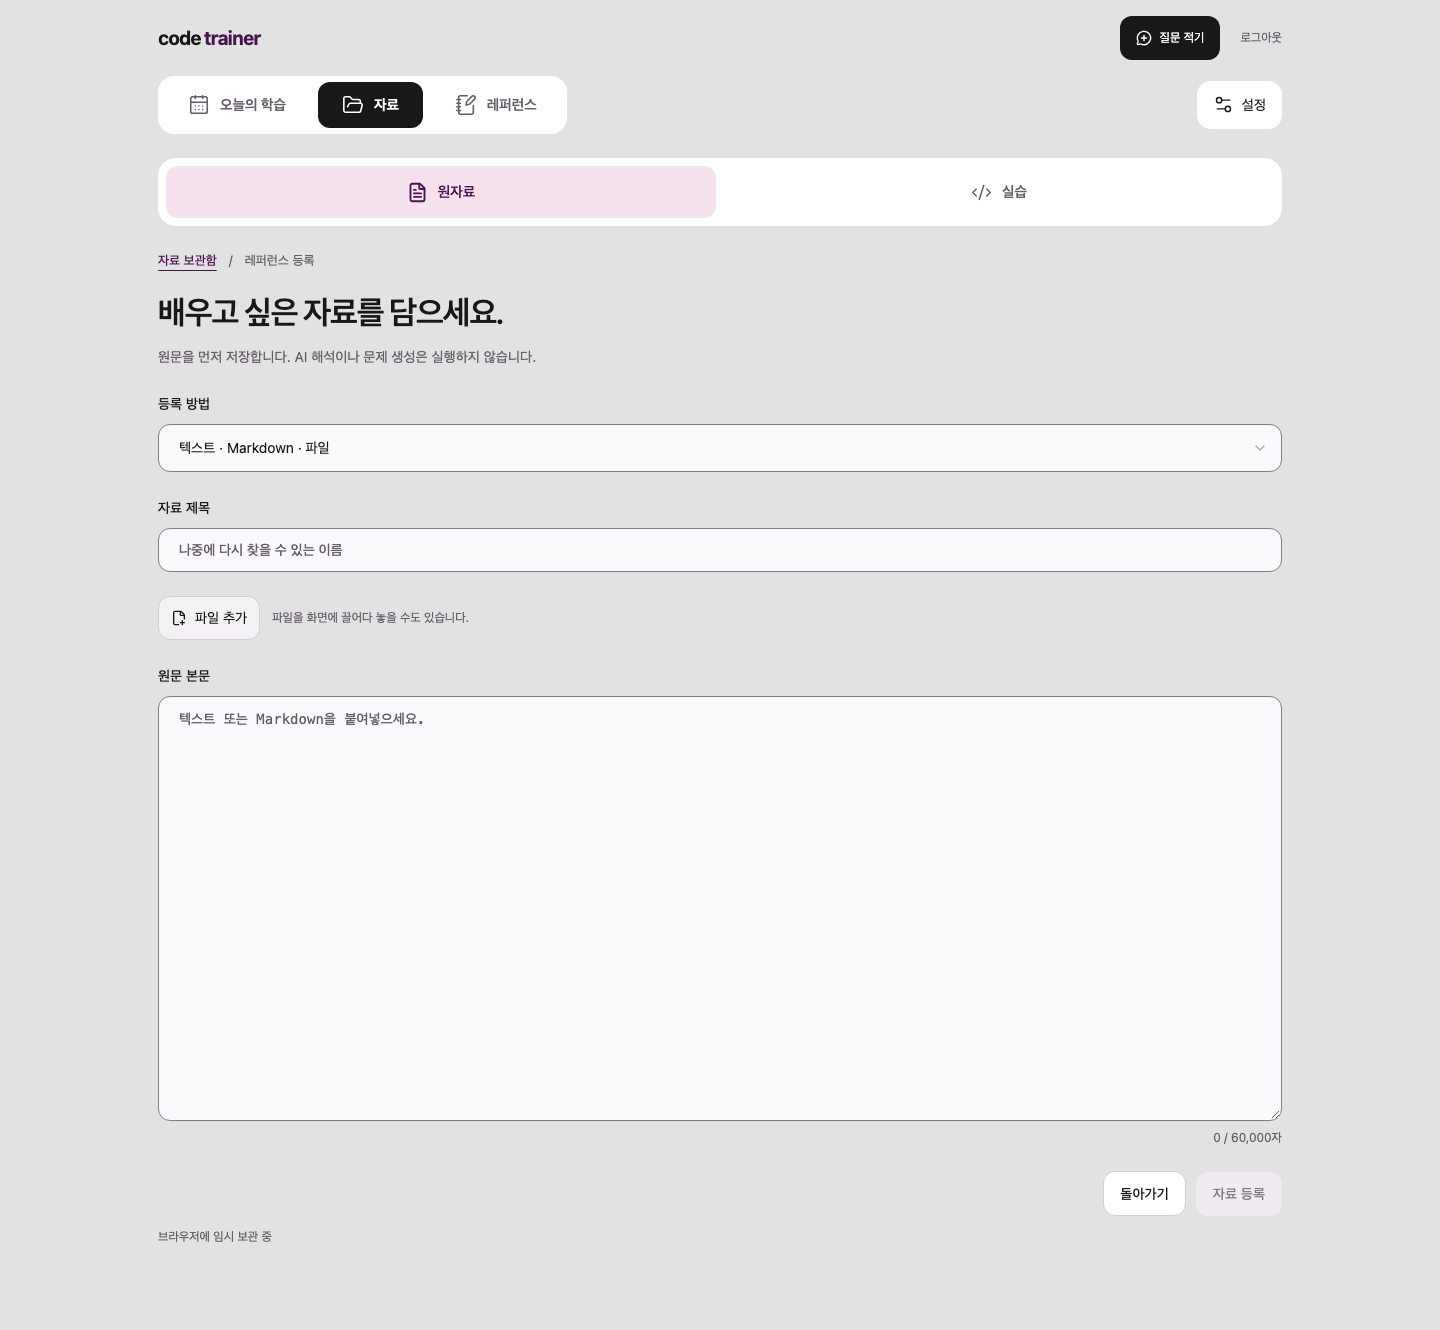 code trainer
질문 적기
로그아웃
오늘의 학습
자료
레퍼런스
설정
원자료
실습
자료 보관함 / 레퍼런스 등록
배우고 싶은 자료를 담으세요.
원문을 먼저 저장합니다. AI 해석이나 문제 생성은 실행하지 않습니다.
등록 방법
텍스트 · Markdown · 파일
자료 제목
나중에 다시 찾을 수 있는 이름
파일 추가
파일을 화면에 끌어다 놓을 수도 있습니다.
원문 본문
텍스트 또는 Markdown을 붙여넣으세요.
0 / 60,000자
돌아가기
자료 등록
브라우저에 임시 보관 중